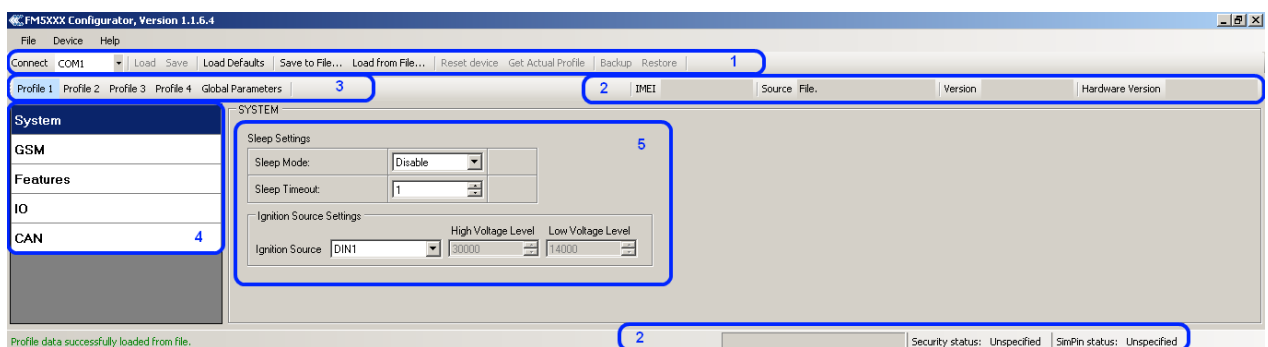 FM5XXX Configurator, Version 1.1.6.4
File Device Help
Connect COM1 Load Save Load Defaults Save to File... Load from File... Reset device Get Actual Profile Backup Restore 1
Profile 1 Profile 2 Profile 3 Profile 4 Global Parameters 3 2 IMEI Source File. Version Hardware Version
System
GSM
Features
IO
CAN 4
SYSTEM
Sleep Settings 5
Sleep Mode: Disable
Sleep Timeout: 1
Ignition Source Settings
High Voltage Level Low Voltage Level
Ignition Source DIN1 30000 14000
Profile data successfully loaded from file. 2 Security status: Unspecified SimPin status: Unspecified